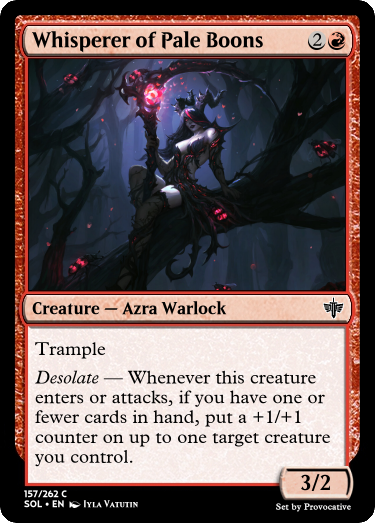 Whisperer of Pale Boons 2
Creature — Azra Warlock
Trample
Desolate — Whenever this creature
enters or attacks, if you have one or
fewer cards in hand, put a +1/+1
counter on up to one target creature
you control.
3/2
157/262 C
SOL • EN Iyla Vatutin
Set by Provocative